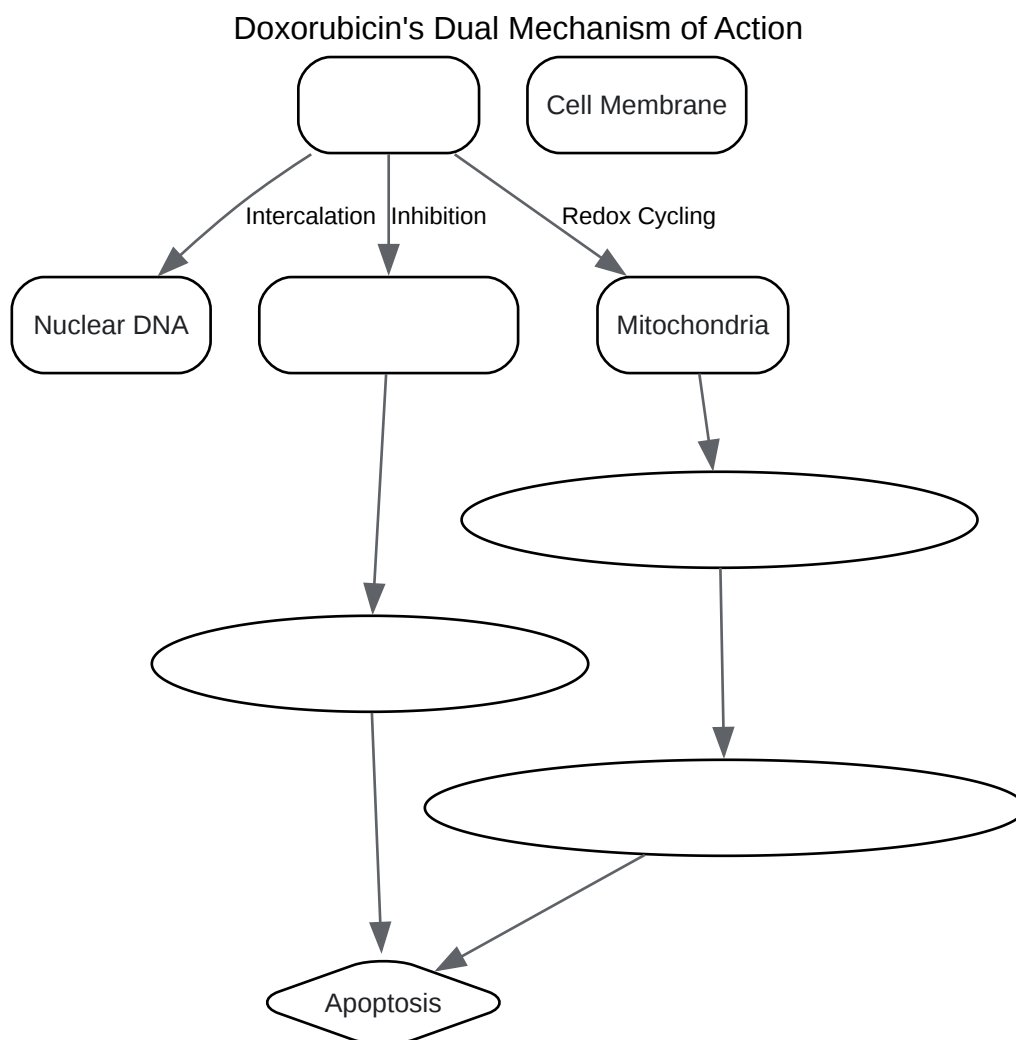 Doxorubicin's Dual Mechanism of Action
Cell Membrane
Intercalation
Inhibition
Redox Cycling
Nuclear DNA
Mitochondria
Apoptosis